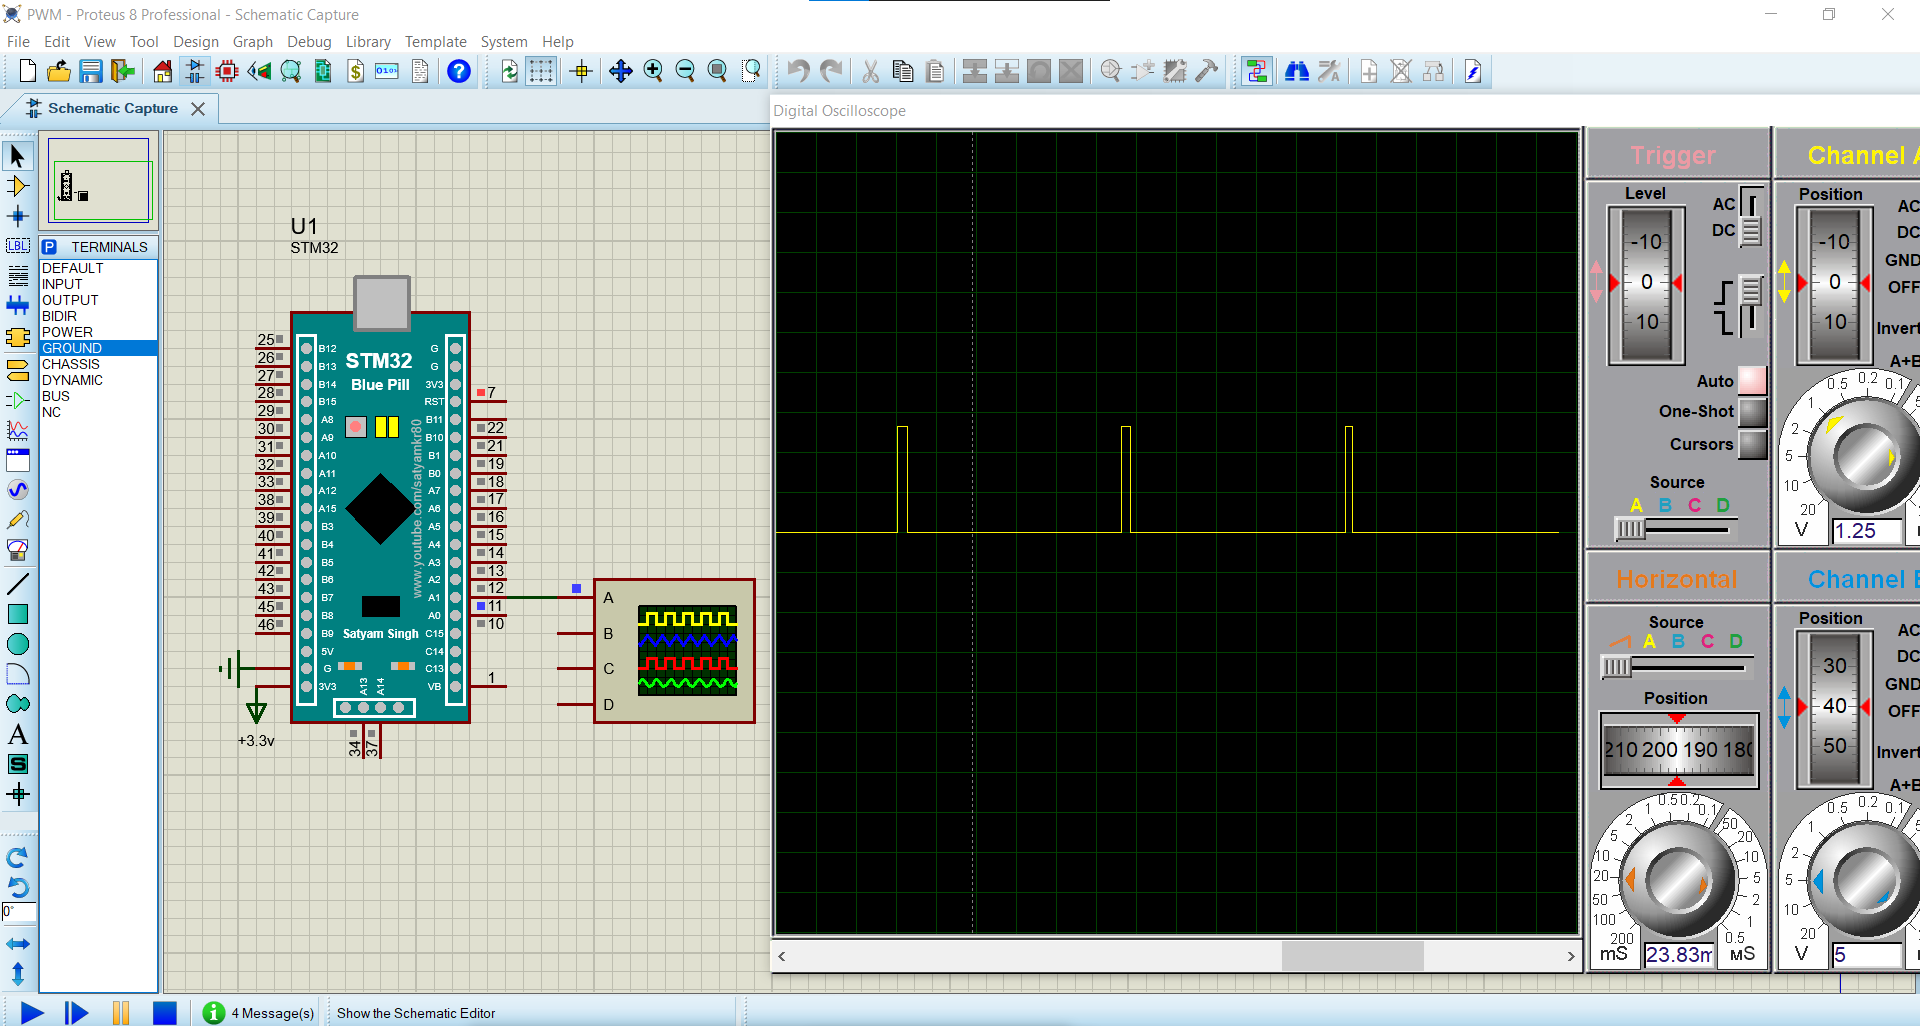 PWM - Proteus 8 Professional - Schematic Capture
File Edit View Tool Design Graph Debug Library Template System Help
Schematic Capture
Digital Oscilloscope
P TERMINALS
DEFAULT
INPUT
OUTPUT
BIDIR
POWER
GROUND
CHASSIS
DYNAMIC
BUS
NC
LBL
A
S
0°
U1
STM32
STM32
Blue Pill
www.youtube.com/satyamkr80
Satyam Singh
25 B12
26 B13
27 B14
28 B15
29 A8
30 A9
31 A10
32 A11
33 A12
38 A15
39 B3
40 B4
41 B5
42 B6
43 B7
45 B8
46 B9
5V
G
3V3
G
G
3V3
RST 7
B11
B10 22
B1 21
B0 19
A7 18
A6 17
A5 16
A4 15
A3 14
A2 13
A1 12
A0 11
C15 10
C14
C13
VB 1
A13
A14
34
37
+3.3v
A
B
C
D
Trigger
Level
-10
0
10
AC
DC
Auto
One-Shot
Cursors
Source
A B C D
Horizontal
Source
A B C D
Position
210 200 190 180
200 100 50 20 10 5 2 1 0.5 0.2 0.1 50 20 10 5 2 1 0.5
mS 23.83m
Channel A
Position
-10
0
10
AC
DC
GND
OFF
Invert
A+B
20 10 5 2 1 0.5 0.2 0.1
V 1.25
Channel B
Position
30
40
50
AC
DC
GND
OFF
Invert
A+B
20 10 5 2 1 0.5 0.2 0.1
V 5
4 Message(s)
Show the Schematic Editor